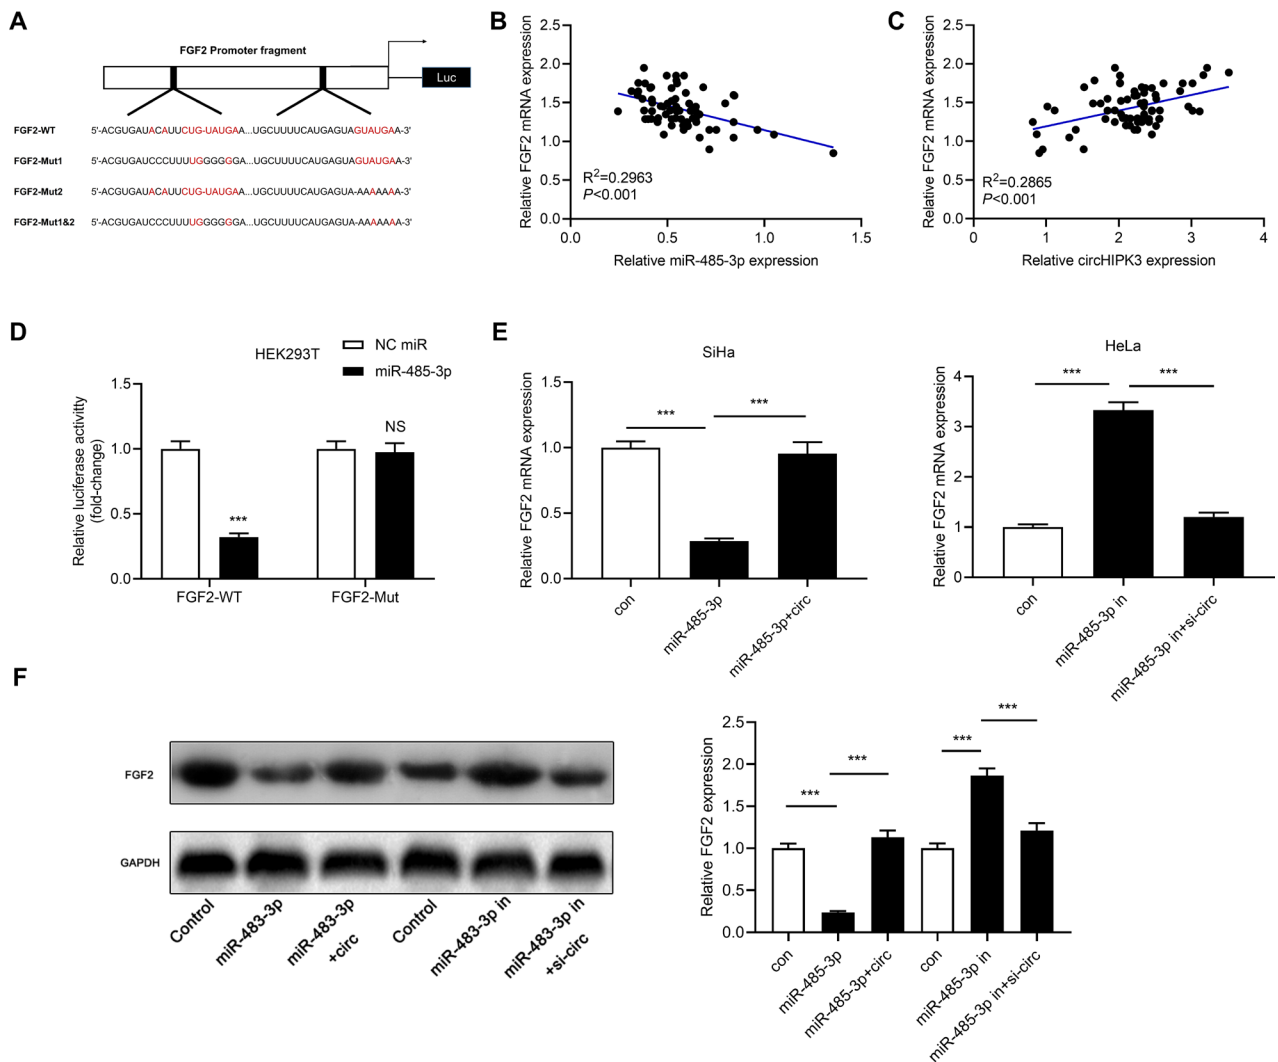 A
FGF2 Promoter fragment
Luc
FGF2-WT 5'-ACGUGAUACAUUCUG-UAUGAA...UGCUUUUCAUGAGUAGUAUGAA-3'
FGF2-Mut1 5'-ACGUGAUCCCUUUUGGGGGGA...UGCUUUUCAUGAGUAGUAUGAA-3'
FGF2-Mut2 5'-ACGUGAUACAUUCUG-UAUGAA...UGCUUUUCAUGAGUA-AAAAAAA-3'
FGF2-Mut1&2 5'-ACGUGAUCCCUUUUGGGGGGA...UGCUUUUCAUGAGUA-AAAAAAA-3'
B
Relative FGF2 mRNA expression
2.5
2.0
1.5
1.0
0.5
0.0
R2=0.2963
P<0.001
0.0 0.5 1.0 1.5
Relative miR-485-3p expression
C
Relative FGF2 mRNA expression
2.5
2.0
1.5
1.0
0.5
0.0
R2=0.2865
P<0.001
0 1 2 3 4
Relative circHIPK3 expression
D
HEK293T
NC miR
miR-485-3p
Relative luciferase activitty
(fold-change)
1.5
1.0
0.5
0.0
***
NS
FGF2-WT FGF2-Mut
E
SiHa
Relative FGF2 mRNA expression
1.5
1.0
0.5
0.0
*** ***
con miR-485-3p miR-485-3p+circ
HeLa
Relative FGF2 mRNA expression
4
3
2
1
0
*** ***
con miR-485-3p in miR-485-3p in+si-circ
F
FGF2
GAPDH
Control miR-483-3p miR-483-3p Control miR-483-3p in miR-483-3p in
+circ +si-circ
Relative FGF2 expression
2.5
2.0
1.5
1.0
0.5
0.0
*** *** *** ***
con miR-485-3p miR-485-3p+circ con miR-485-3p in miR-485-3p in+si-circ